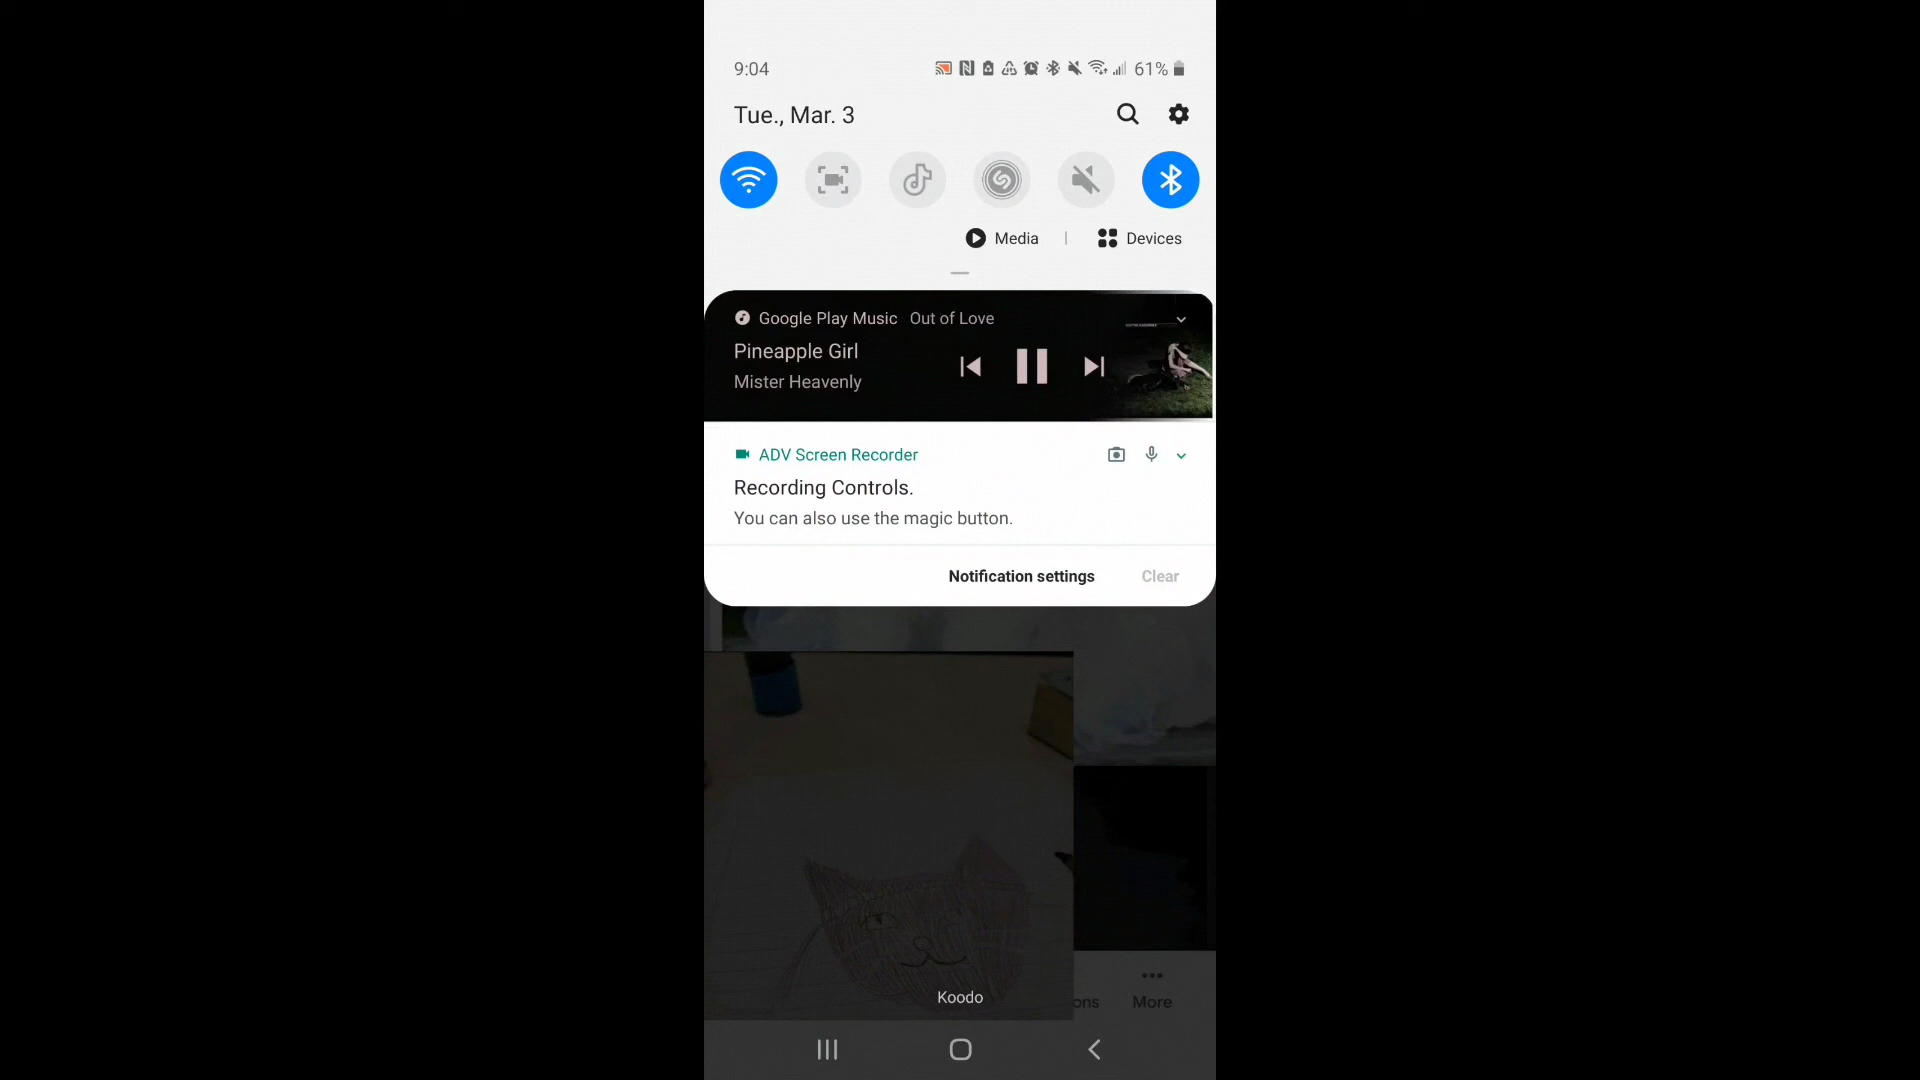 9:04 61%
Tue., Mar. 3
Media | Devices
Google Play Music Out of Love
Pineapple Girl
Mister Heavenly
ADV Screen Recorder
Recording Controls.
You can also use the magic button.
Notification settings Clear
Koodo
ons More